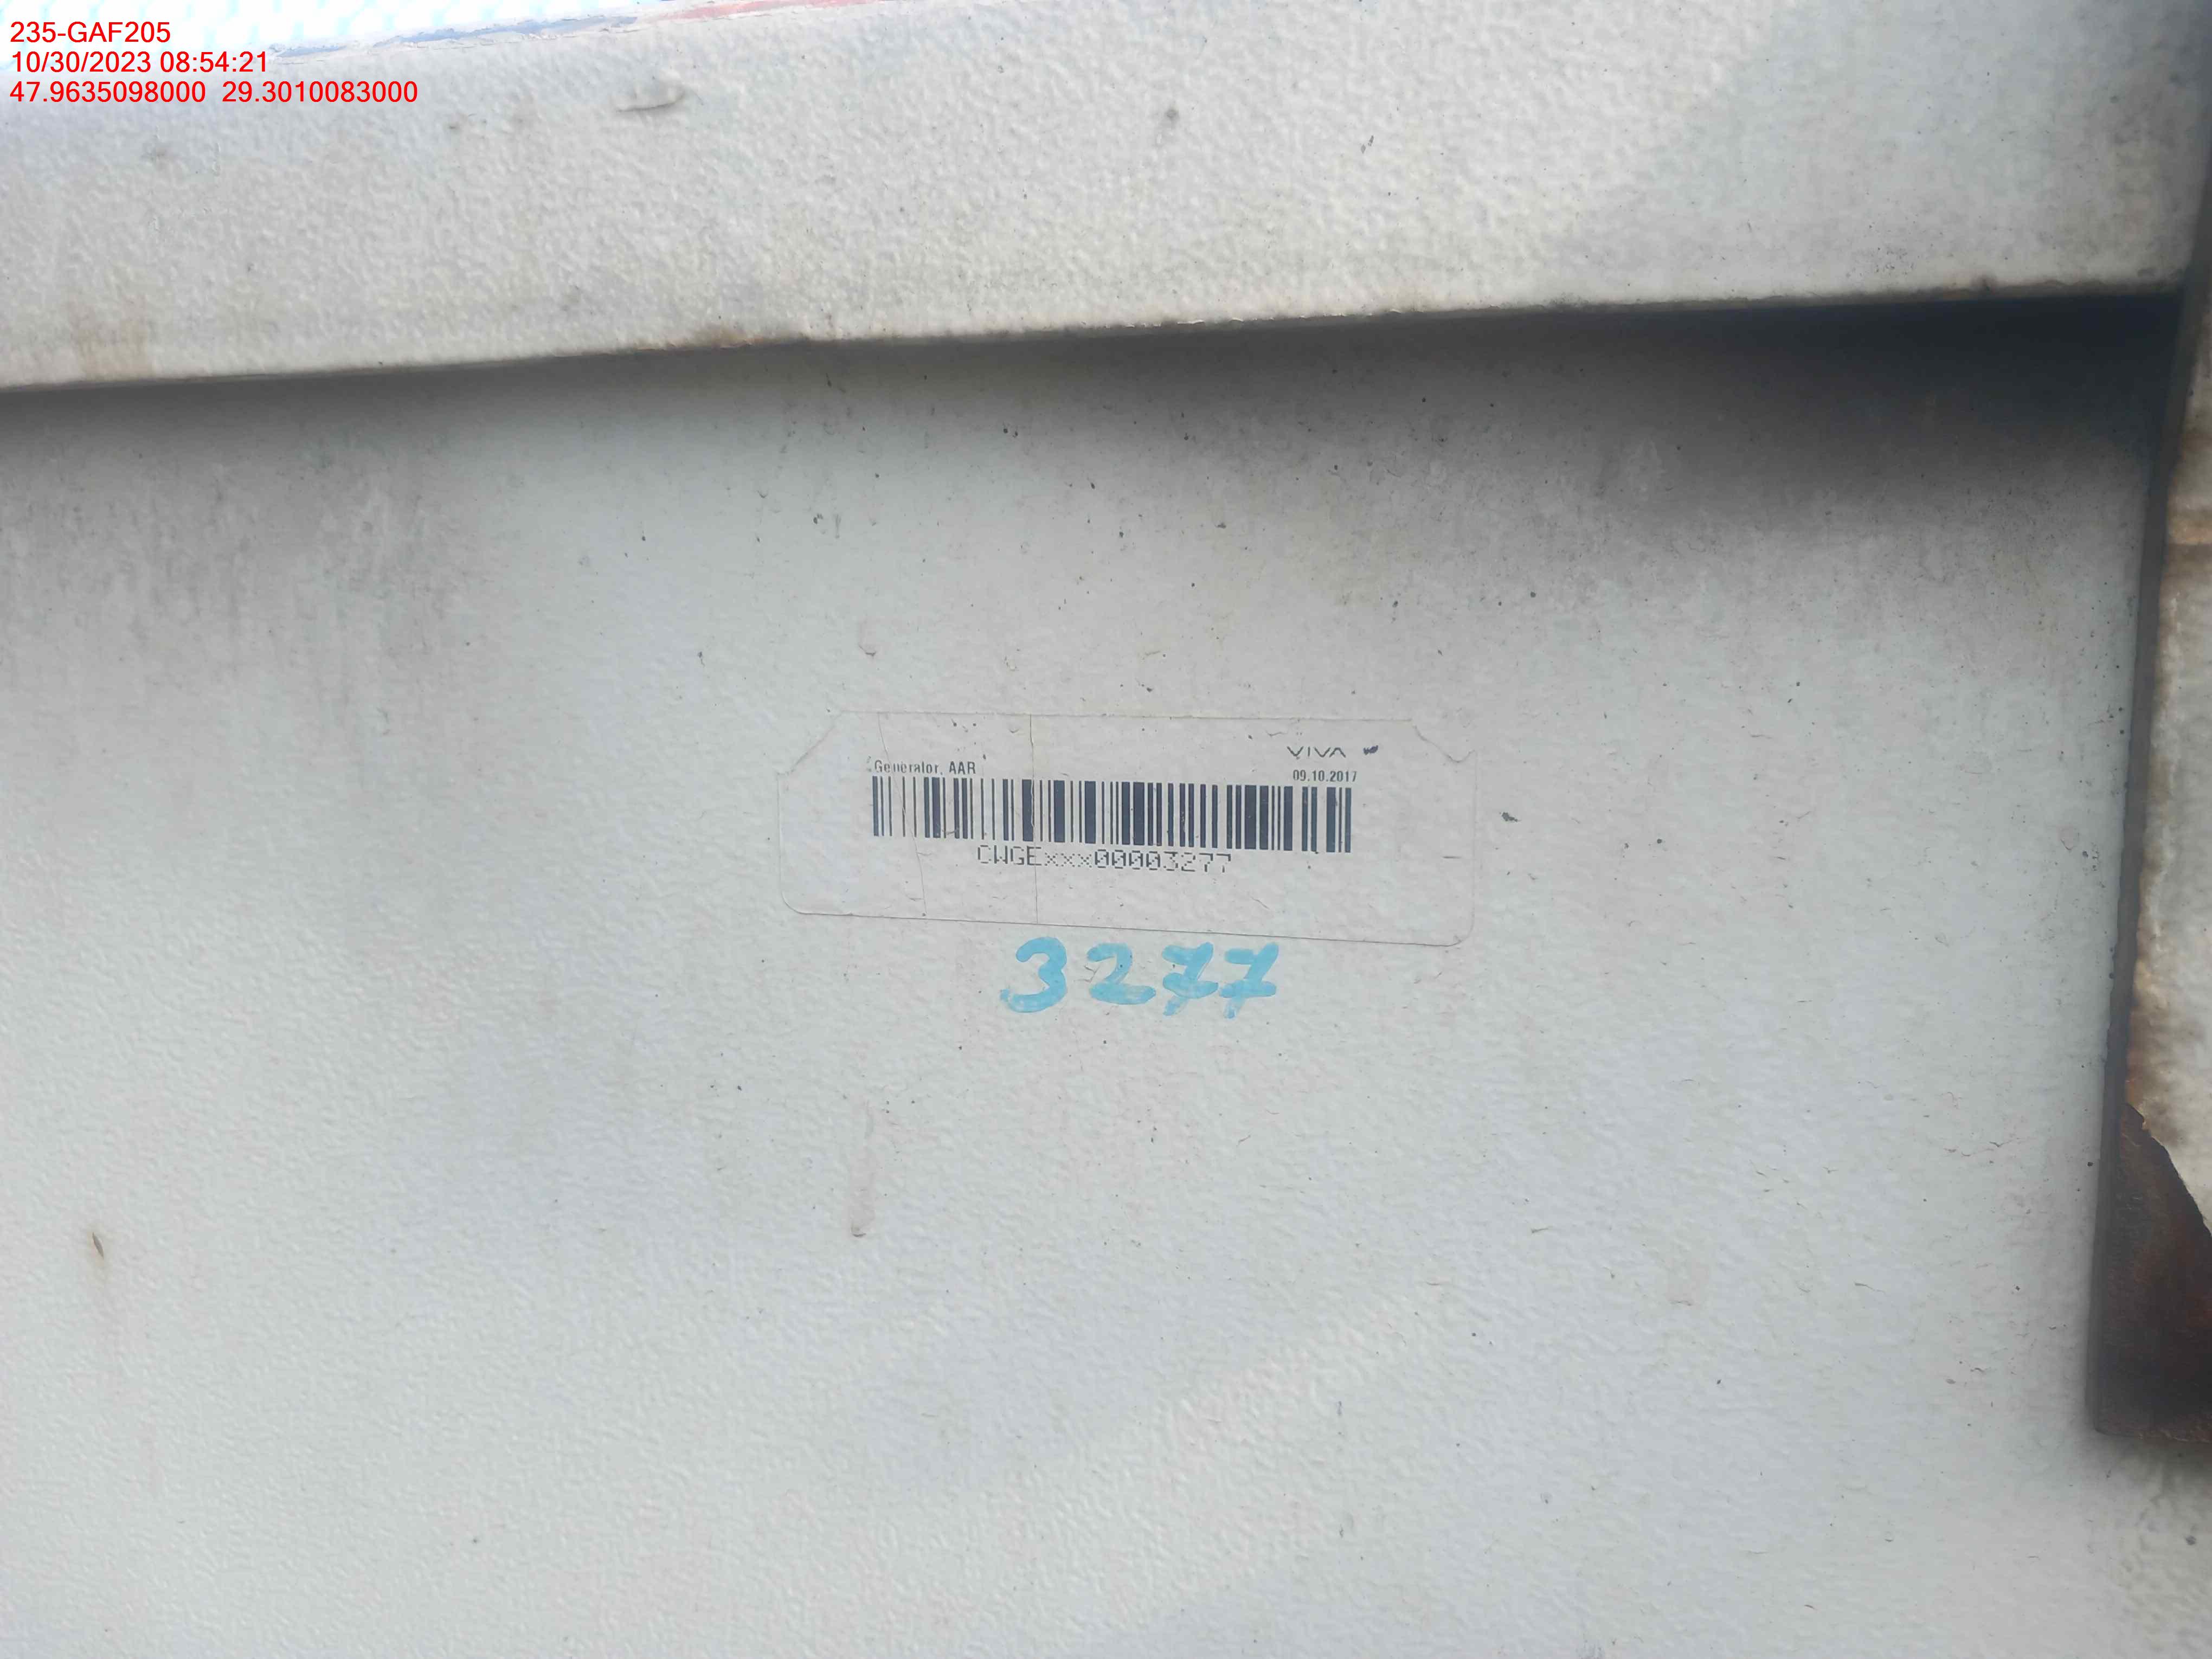 235-GAF205
10/30/2023 08:54:21
47.9635098000 29.3010083000
VIVA
Generator, AAR
09.10.2017
CWGExxx00003277
3277